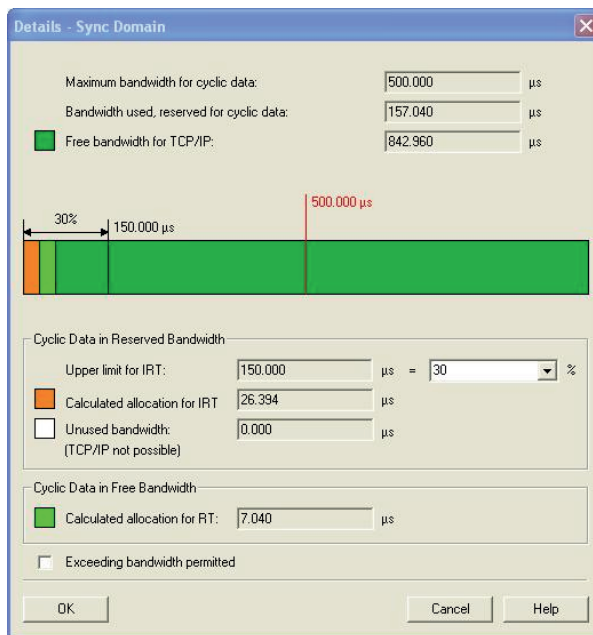 Details - Sync Domain
Maximum bandwidth for cyclic data: 500.000 µs
Bandwidth used, reserved for cyclic data: 157.040 µs
Free bandwidth for TCP/IP: 842.960 µs
500.000 µs
30% 150.000 µs
Cyclic Data in Reserved Bandwidth
Upper limit for IRT: 150.000 µs = 30 %
Calculated allocation for IRT 26.394 µs
Unused bandwidth: 0.000 µs
(TCP/IP not possible)
Cyclic Data in Free Bandwidth
Calculated allocation for RT: 7.040 µs
Exceeding bandwidth permitted
OK Cancel Help